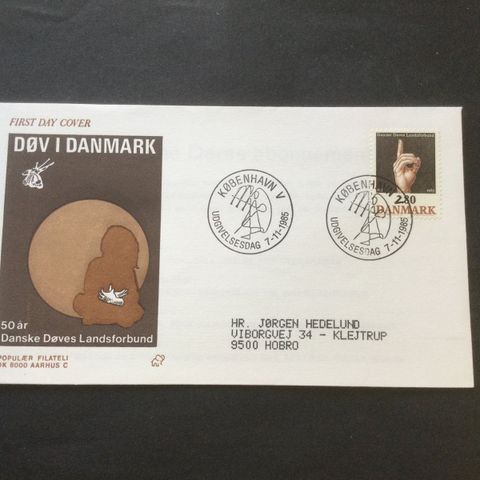 FIRST DAY COVER
DØV I DANMARK
50 år
Danske Døves Landsforbund
POPULÆR FILATELI
DK 8000 AARHUS C
KØBENHAVN V
UDGIVELSESDAG 7-11-1985
KØBENHAVN V
UDGIVELSESDAG 7-11-1985
Danske Døves Landsforbund
2.80
DANMARK
HR. JØRGEN HEDELUND
VIBORGVEJ 34 - KLEJTRUP
9500 HOBRO